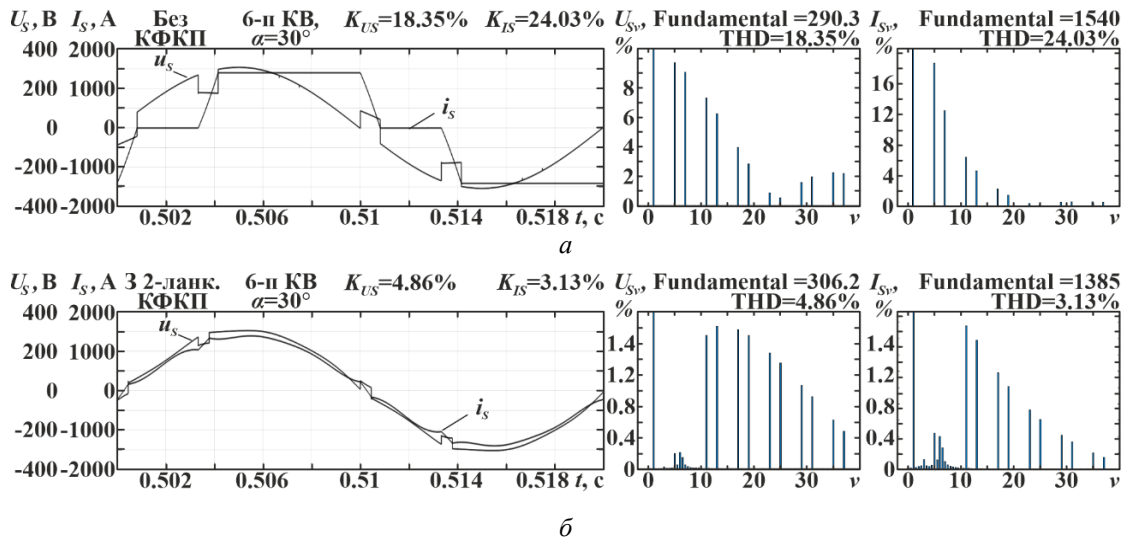 U_S, В I_S, А Без КФКП 6-п КВ, α=30° K_US=18.35% K_IS=24.03%
400 2000
200 1000
0 0
-200 -1000
-400 -2000
u_s
i_s
0.502 0.506 0.51 0.514 0.518 t, с
U_Sν, % Fundamental =290.3
THD=18.35%
10
8
6
4
2
0
0 10 20 30 ν
I_Sν, % Fundamental =1540
THD=24.03%
16
12
8
4
0
0 10 20 30 ν
а
U_S, В I_S, А З 2-ланк. КФКП 6-п КВ α=30° K_US=4.86% K_IS=3.13%
400 2000
200 1000
0 0
-200 -1000
-400 -2000
u_s
i_s
0.502 0.506 0.51 0.514 0.518 t, с
U_Sν, % Fundamental =306.2
THD=4.86%
1.4
1.2
0.8
0.4
0
0 10 20 30 ν
I_Sν, % Fundamental =1385
THD=3.13%
1.4
1.2
0.8
0.4
0
0 10 20 30 ν
б